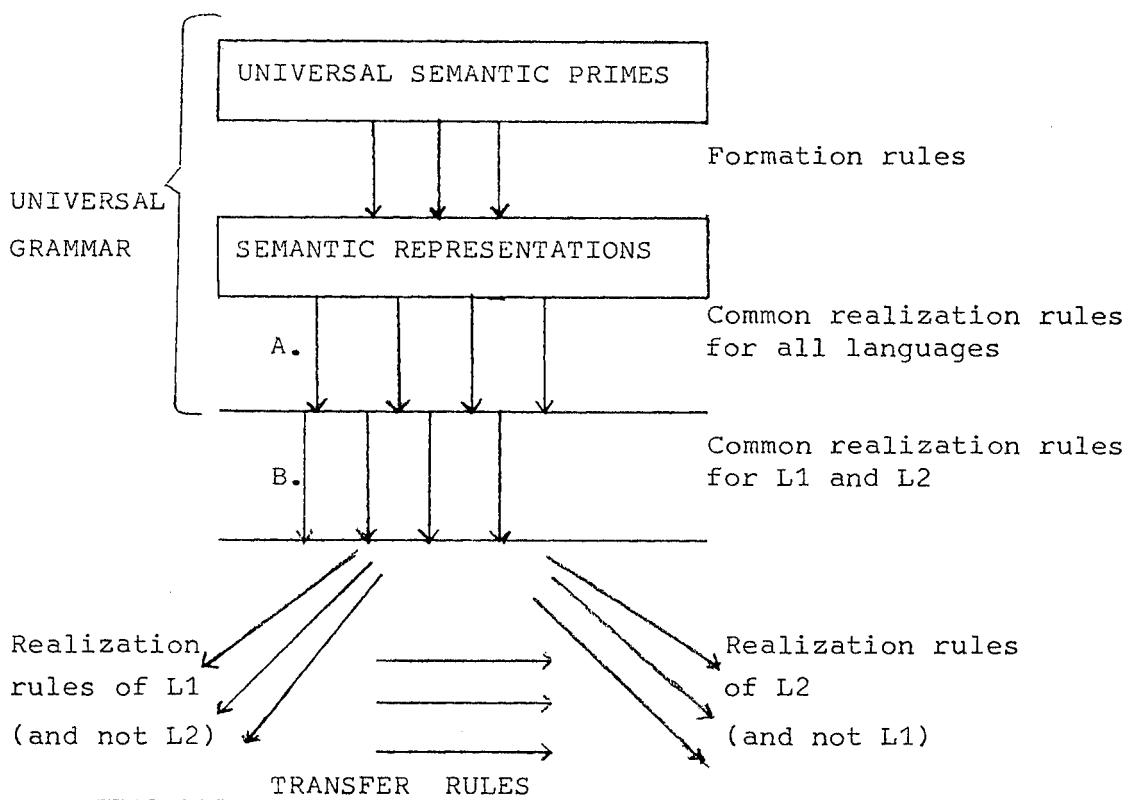 UNIVERSAL SEMANTIC PRIMES
Formation rules
UNIVERSAL
GRAMMAR
SEMANTIC REPRESENTATIONS
Common realization rules
for all languages
A.
Common realization rules
for L1 and L2
B.
Realization
rules of L1
(and not L2)
Realization rules
of L2
(and not L1)
TRANSFER RULES